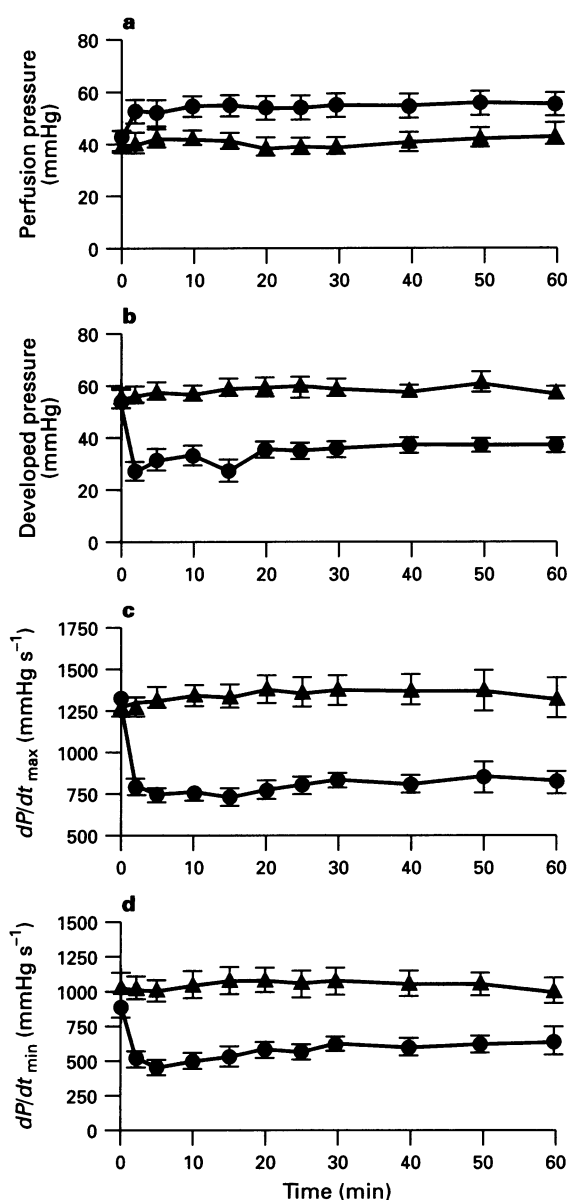 a
80
60
40
20
0
Perfusion pressure
(mmHg)
0 10 20 30 40 50 60
b
80
60
40
20
0
Developed pressure
(mmHg)
0 10 20 30 40 50 60
c
1750
1500
1250
1000
750
500
dP/dt max (mmHg s−1)
0 10 20 30 40 50 60
d
1500
1250
1000
750
500
250
0
dP/dt min (mmHg s−1)
0 10 20 30 40 50 60
Time (min)